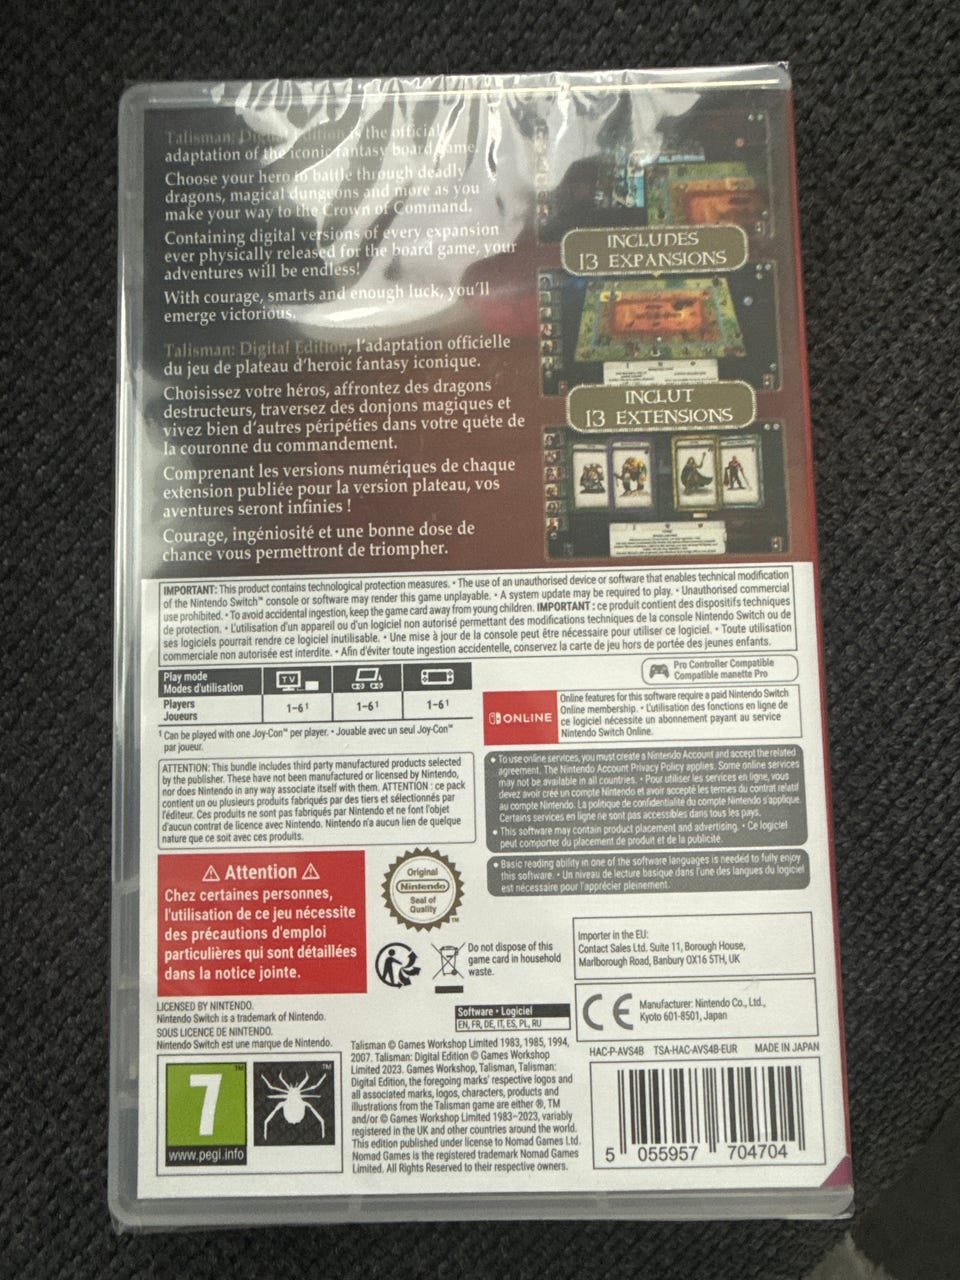 Talisman: Digital Edition is the official
adaptation of the iconic fantasy board game.
Choose your hero to battle through deadly
dragons, magical dungeons and more as you
make your way to the Crown of Command.
Containing digital versions of every expansion
ever physically released for the board game, your
adventures will be endless!
With courage, smarts and enough luck, you'll
emerge victorious.
Talisman: Digital Edition, l'adaptation officielle
du jeu de plateau d'heroic fantasy iconique.
Choisissez votre héros, affrontez des dragons
destructeurs, traversez des donjons magiques et
vivez bien d'autres péripéties dans votre quête de
la couronne du commandement.
Comprenant les versions numériques de chaque
extension publiée pour la version plateau, vos
aventures seront infinies !
Courage, ingéniosité et une bonne dose de
chance vous permettront de triompher.
INCLUDES
13 EXPANSIONS
INCLUT
13 EXTENSIONS
IMPORTANT: This product contains technological protection measures. • The use of an unauthorised device or software that enables technical modification
of the Nintendo Switch™ console or software may render this game unplayable. • A system update may be required to play. • Unauthorised commercial
use prohibited. • To avoid accidental ingestion, keep the game card away from young children. IMPORTANT : ce produit contient des dispositifs techniques
de protection. • L'utilisation d'un appareil ou d'un logiciel non autorisé permettant des modifications techniques de la console Nintendo Switch ou de
ses logiciels pourrait rendre ce logiciel inutilisable. • Une mise à jour de la console peut être nécessaire pour utiliser ce logiciel. • Toute utilisation
commerciale non autorisée est interdite. • Afin d'éviter toute ingestion accidentelle, conservez la carte de jeu hors de portée des jeunes enfants.
Play mode
Modes d'utilisation
TV
Players
Joueurs
1-6¹
1-6¹
1-6¹
¹ Can be played with one Joy-Con™ per player. • Jouable avec un seul Joy-Con™
par joueur.
Pro Controller Compatible
Compatible manette Pro
ONLINE
Online features for this software require a paid Nintendo Switch
Online membership. • L'utilisation des fonctions en ligne de
ce logiciel nécessite un abonnement payant au service
Nintendo Switch Online.
ATTENTION: This bundle includes third party manufactured products selected
by the publisher. These have not been manufactured or licensed by Nintendo,
nor does Nintendo in any way associate itself with them. ATTENTION : ce pack
contient un ou plusieurs produits fabriqués par des tiers et sélectionnés par
l'éditeur. Ces produits ne sont pas fabriqués par Nintendo et ne font l'objet
d'aucun contrat de licence avec Nintendo. Nintendo n'a aucun lien de quelque
nature que ce soit avec ces produits.
• To use online services, you must create a Nintendo Account and accept the related
agreement. The Nintendo Account Privacy Policy applies. Some online services
may not be available in all countries. • Pour utiliser les services en ligne, vous
devez avoir créé un compte Nintendo et avoir accepté les termes du contrat relatif
au compte Nintendo. La politique de confidentialité du compte Nintendo s'applique.
Certains services en ligne ne sont pas accessibles dans tous les pays.
• This software may contain product placement and advertising. • Ce logiciel
peut comporter du placement de produit et de la publicité.
• Basic reading ability in one of the software languages is needed to fully enjoy
this software. • Un niveau de lecture basique dans l'une des langues du logiciel
est nécessaire pour l'apprécier pleinement.
⚠ Attention ⚠
Chez certaines personnes,
l'utilisation de ce jeu nécessite
des précautions d'emploi
particulières qui sont détaillées
dans la notice jointe.
Original
Nintendo
Seal of
Quality
TM
Do not dispose of this
game card in household
waste.
Importer in the EU:
Contact Sales Ltd. Suite 11, Borough House,
Marlborough Road, Banbury OX16 5TH, UK
CE
Manufacturer: Nintendo Co., Ltd.,
Kyoto 601-8501, Japan
LICENSED BY NINTENDO.
Nintendo Switch is a trademark of Nintendo.
SOUS LICENCE DE NINTENDO.
Nintendo Switch est une marque de Nintendo.
Software • Logiciel
EN, FR, DE, IT, ES, PL, RU
HAC-P-AVS4B TSA-HAC-AVS4B-EUR MADE IN JAPAN
7
TM
www.pegi.info
TM
Talisman © Games Workshop Limited 1983, 1985, 1994,
2007. Talisman: Digital Edition © Games Workshop
Limited 2023. Games Workshop, Talisman, Talisman:
Digital Edition, the foregoing marks' respective logos and
all associated marks, logos, characters, products and
illustrations from the Talisman game are either ®, TM
and/or © Games Workshop Limited 1983–2023, variably
registered in the UK and other countries around the world.
This edition published under license to Nomad Games Ltd.
Nomad Games is the registered trademark Nomad Games
Limited. All Rights Reserved to their respective owners.
5 055957 704704